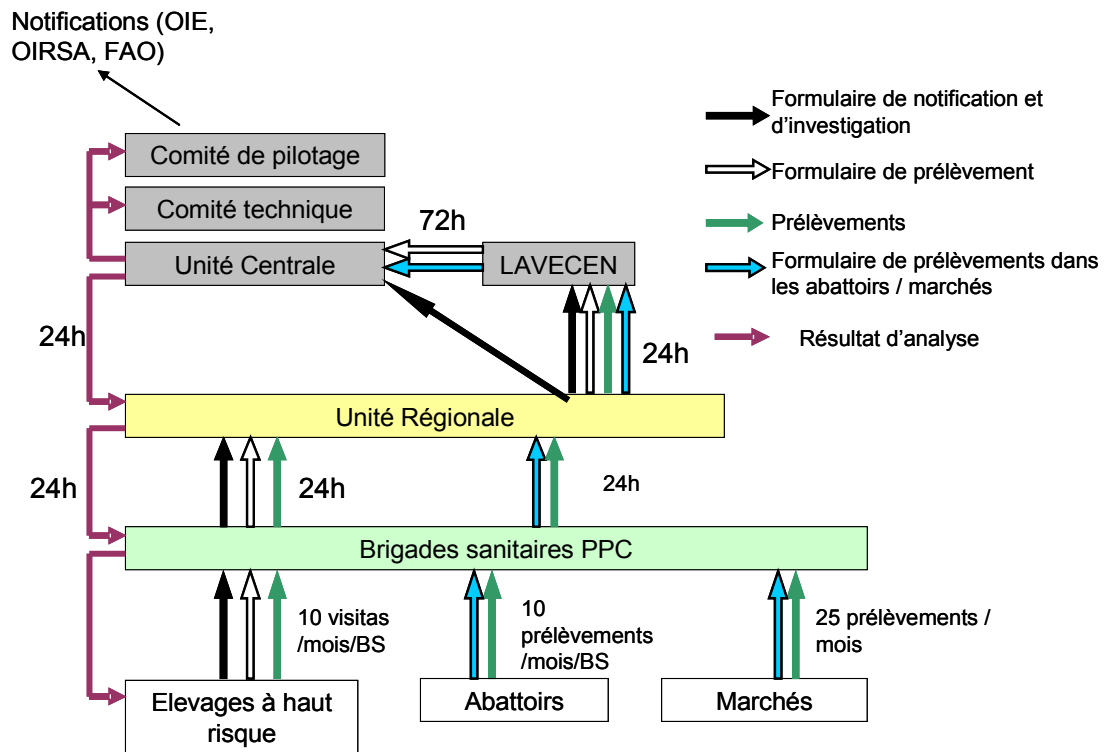 Notifications (OIE,
OIRSA, FAO)
Formulaire de notification et
d'investigation
Comité de pilotage
Formulaire de prélèvement
Comité technique
72h
Prélèvements
Unité Centrale
LAVECEN
Formulaire de prélèvements dans
les abattoirs / marchés
24h
24h
Résultat d'analyse
Unité Régionale
24h
24h
24h
Brigades sanitaires PPC
10 visitas
/mois/BS
10
prélèvements
/mois/BS
25 prélèvements /
mois
Elevages à haut
risque
Abattoirs
Marchés